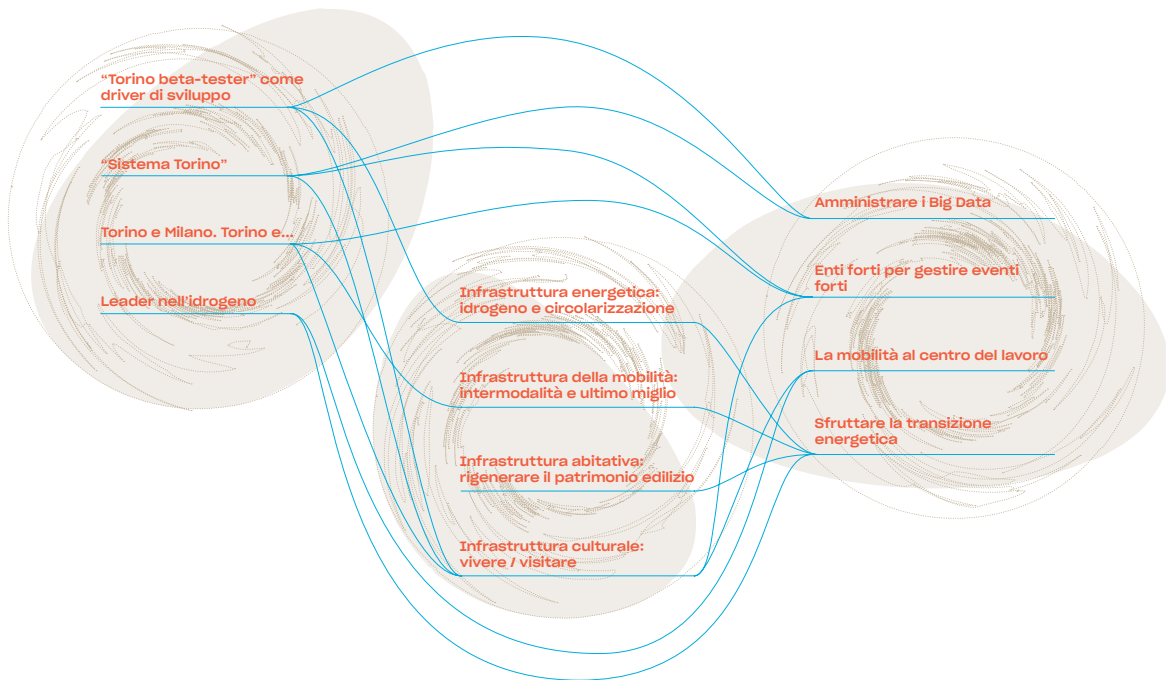 “Torino beta-tester” come
driver di sviluppo
“Sistema Torino”
Torino e Milano. Torino e...
Leader nell’idrogeno
Infrastruttura energetica:
idrogeno e circolarizzazione
Infrastruttura della mobilità:
intermodalità e ultimo miglio
Infrastruttura abitativa:
rigenerare il patrimonio edilizio
Infrastruttura culturale:
vivere / visitare
Amministrare i Big Data
Enti forti per gestire eventi
forti
La mobilità al centro del lavoro
Sfruttare la transizione
energetica